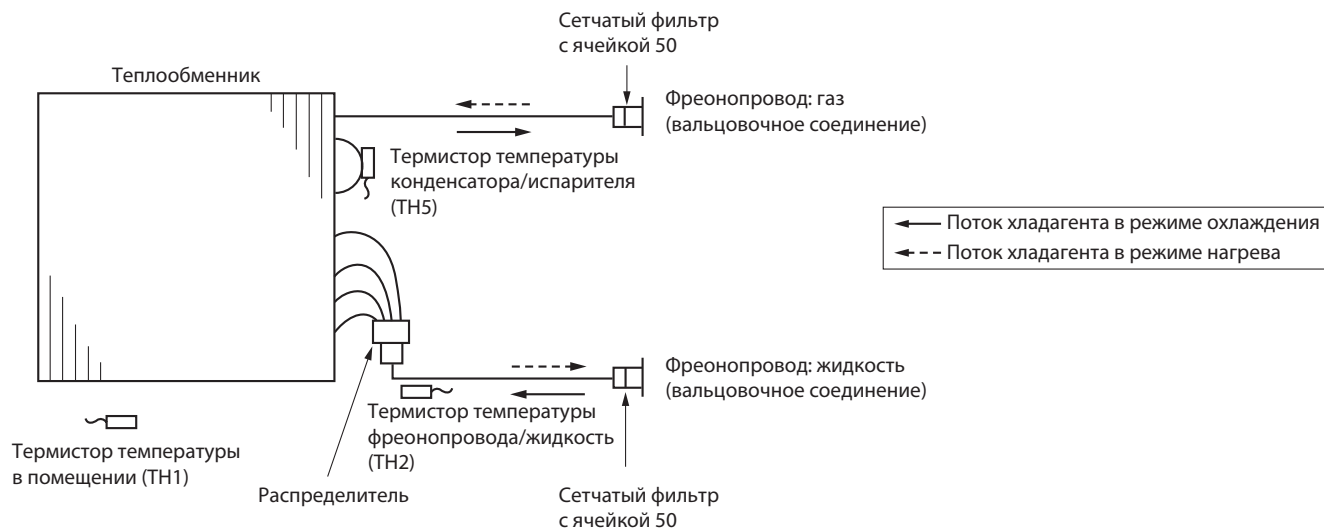 Сетчатый фильтр
с ячейкой 50
Теплообменник
Фреонопровод: газ
(вальцовочное соединение)
Термистор температуры
конденсатора/испарителя
(TH5)
Поток хладагента в режиме охлаждения
Поток хладагента в режиме нагрева
Фреонопровод: жидкость
(вальцовочное соединение)
Термистор температуры
фреонопровода/жидкость
(TH2)
Термистор температуры
в помещении (TH1)
Распределитель
Сетчатый фильтр
с ячейкой 50